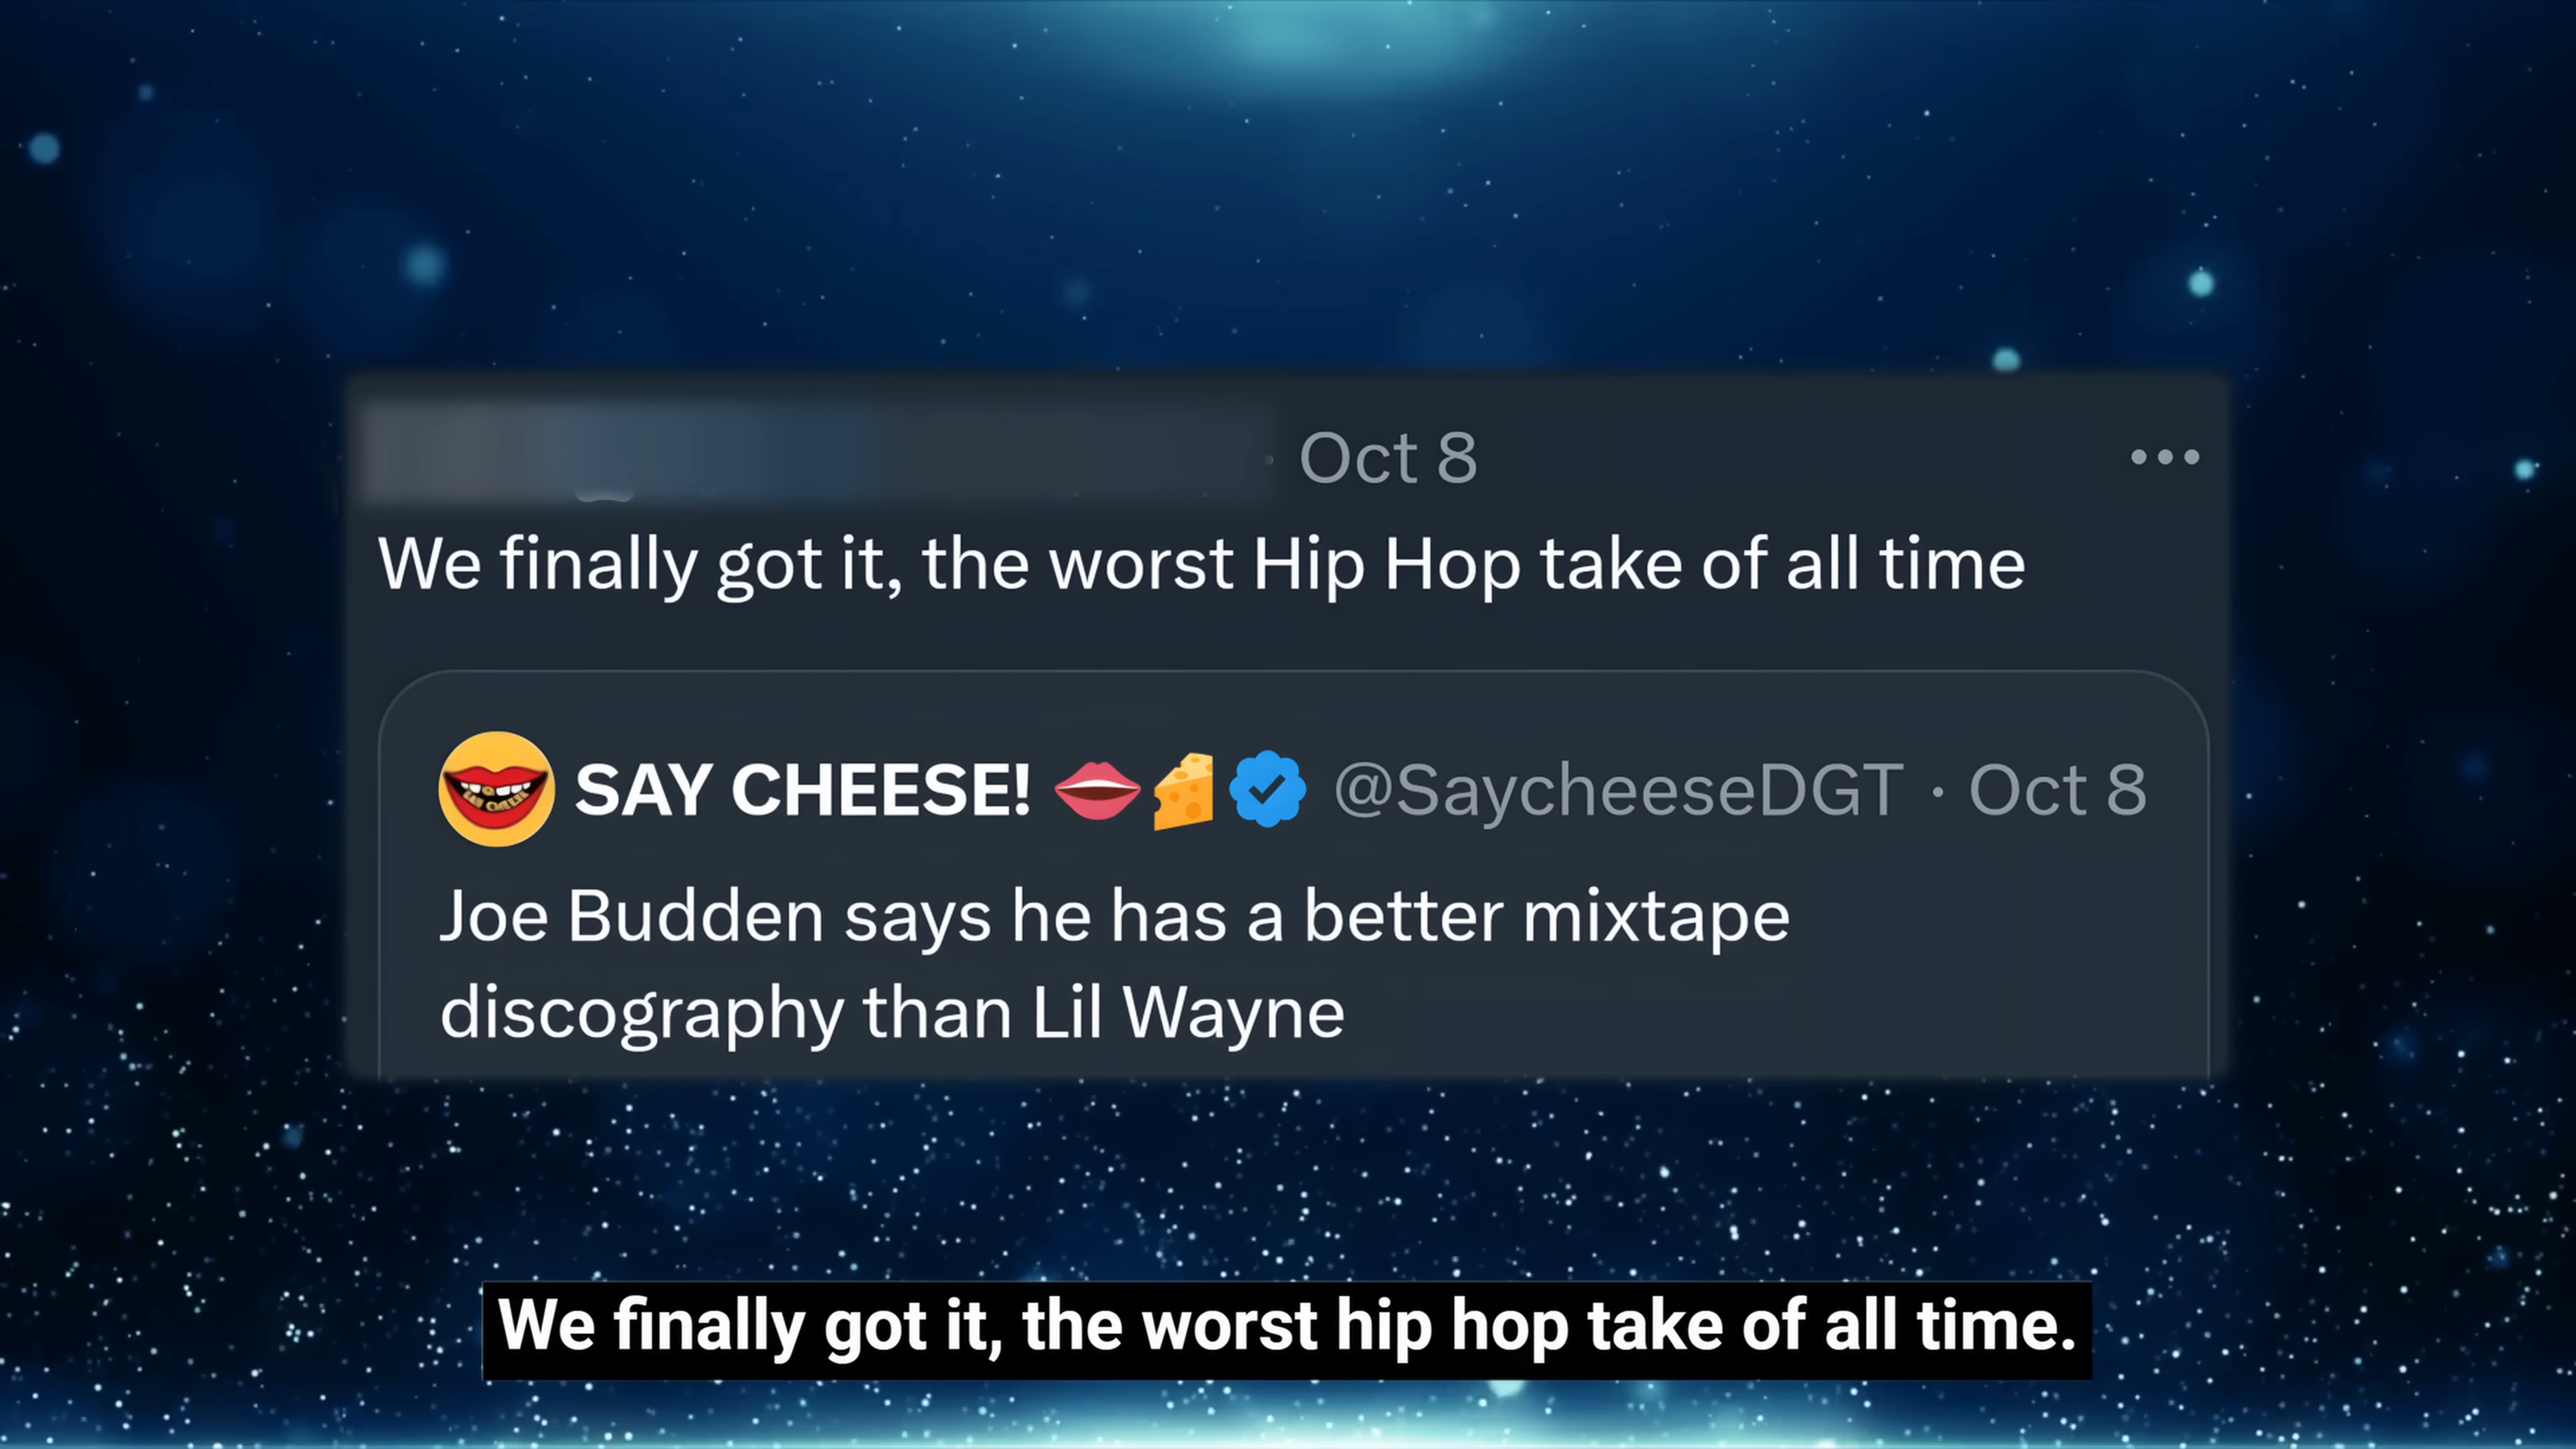 Oct 8
We finally got it, the worst Hip Hop take of all time
SAY CHEESE! @SaycheeseDGT · Oct 8
Joe Budden says he has a better mixtape
discography than Lil Wayne
We finally got it, the worst hip hop take of all time.